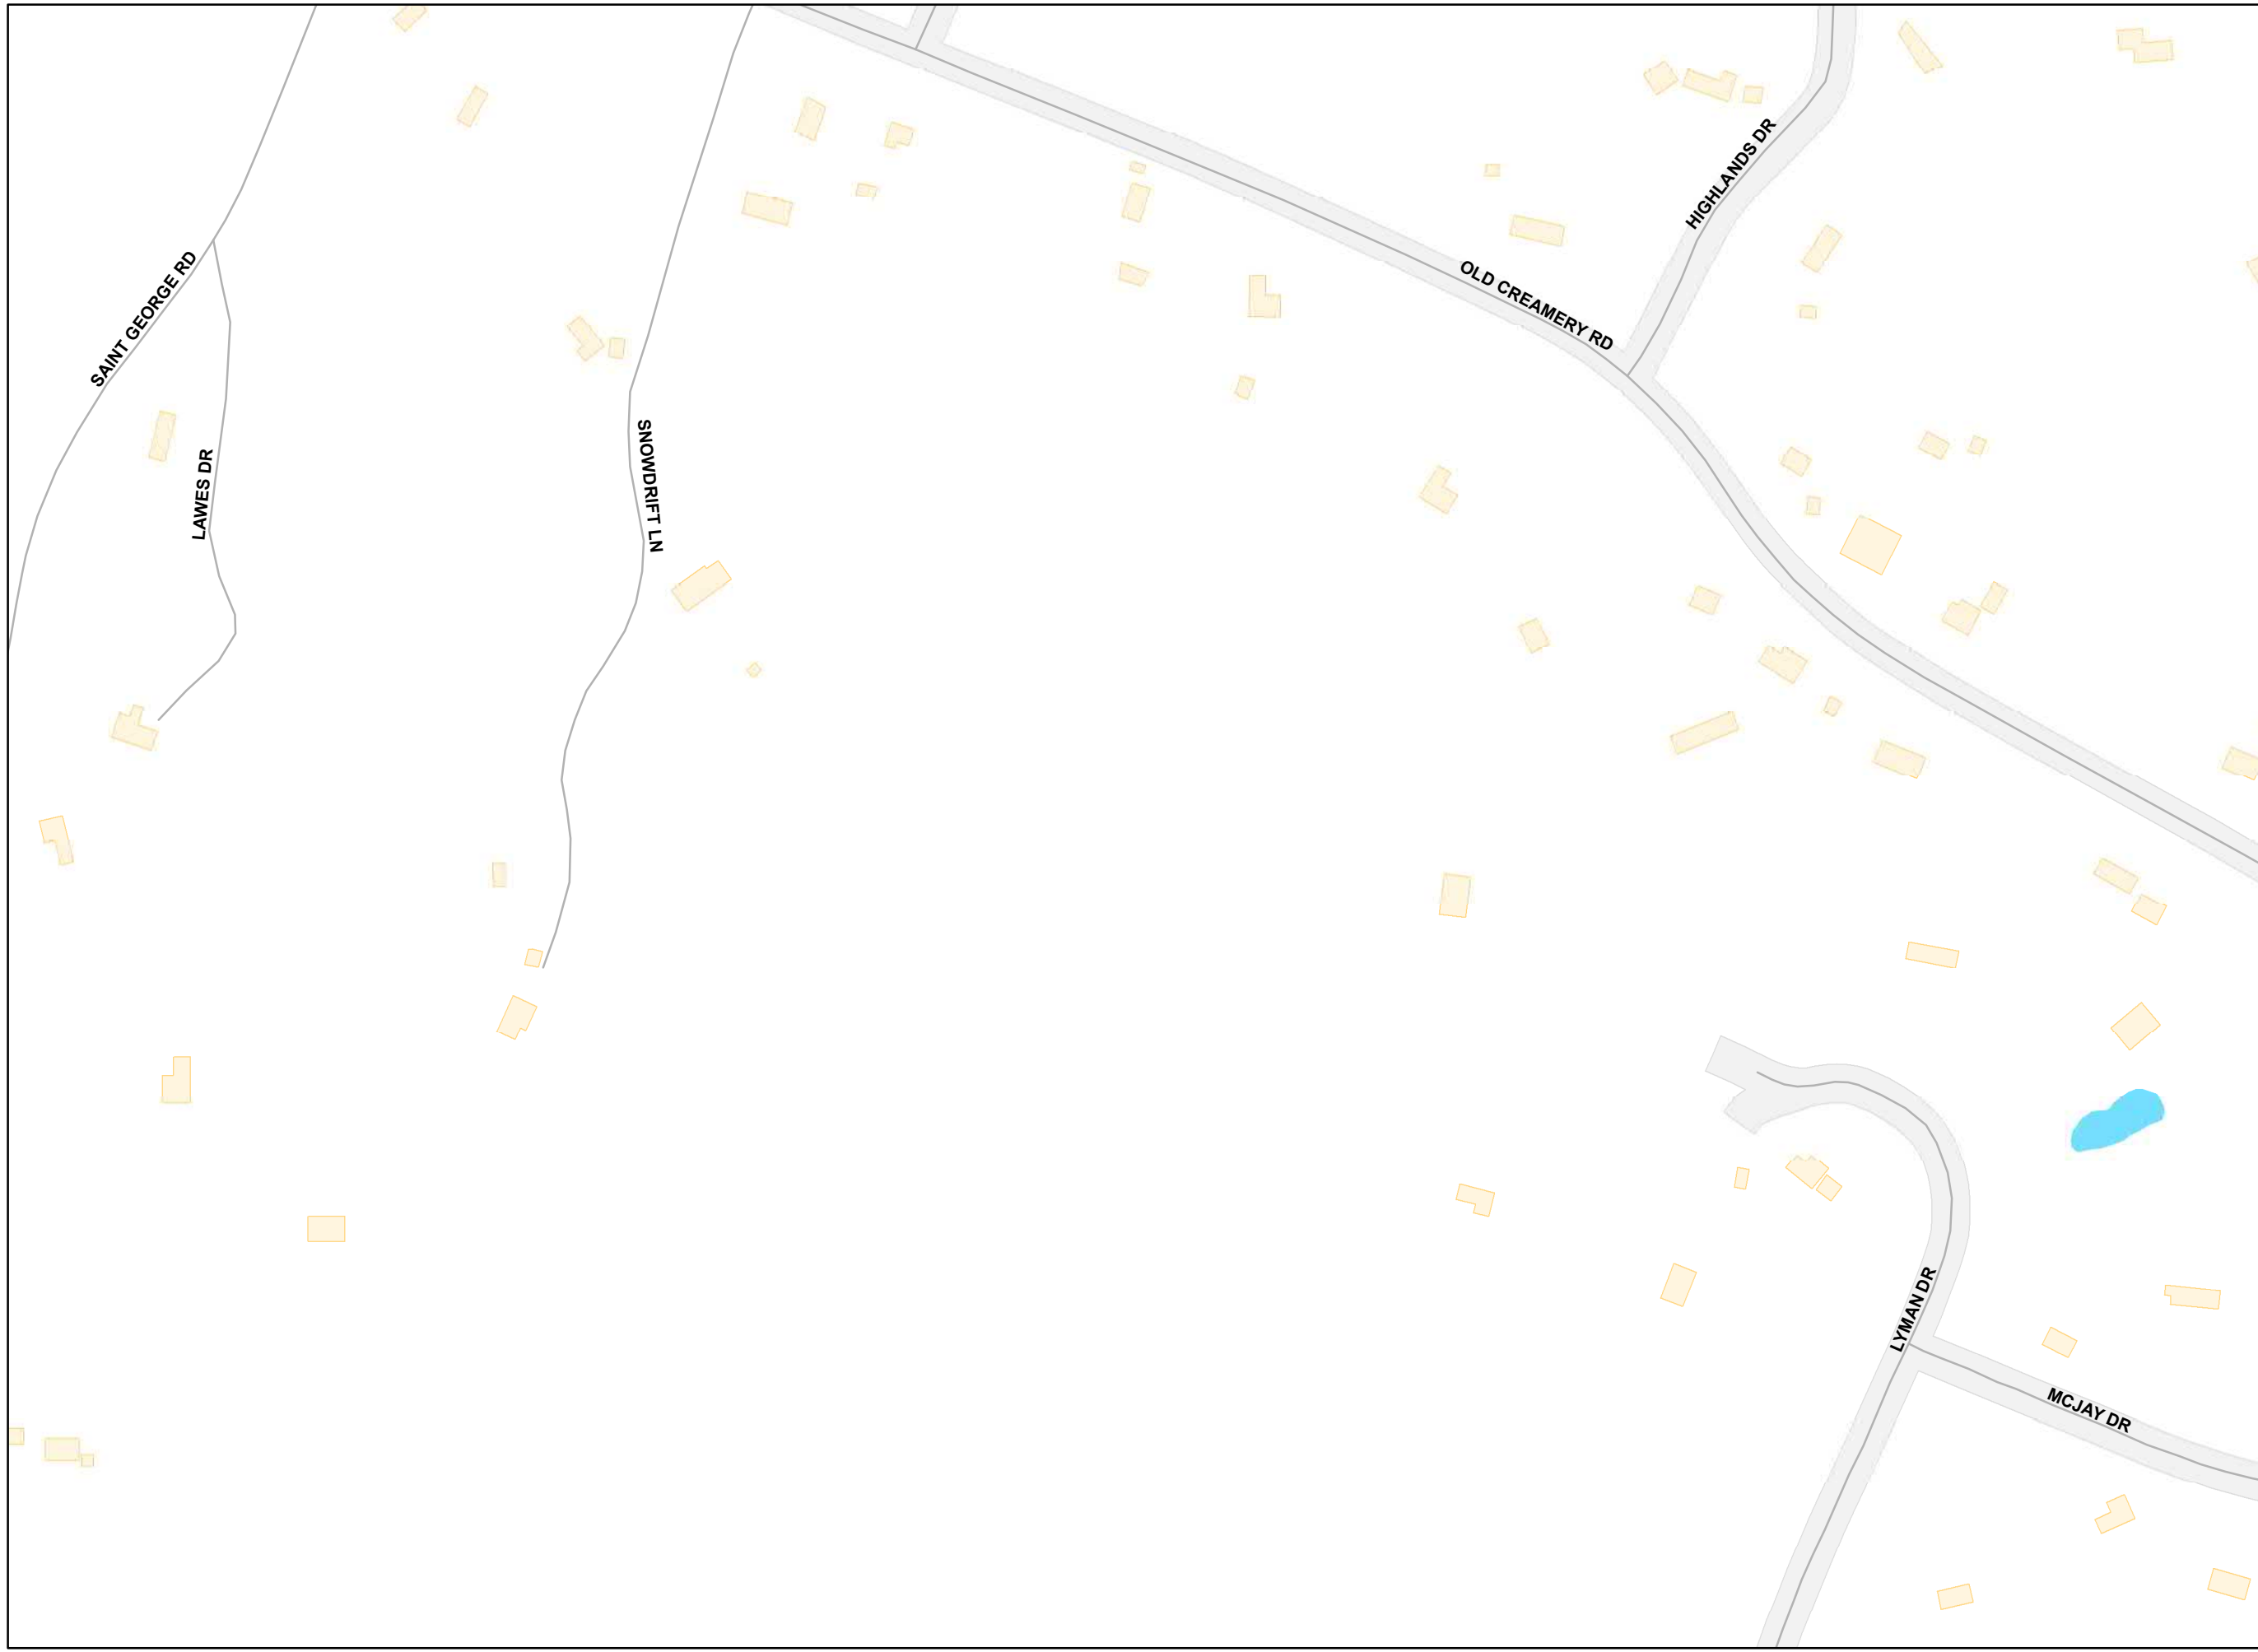 HIGHLANDS DR
SAINT GEORGE RD
OLD CREAMERY RD
LAWES DR
SNOWDRIFT LN
LYMAN DR
MCJAY DR